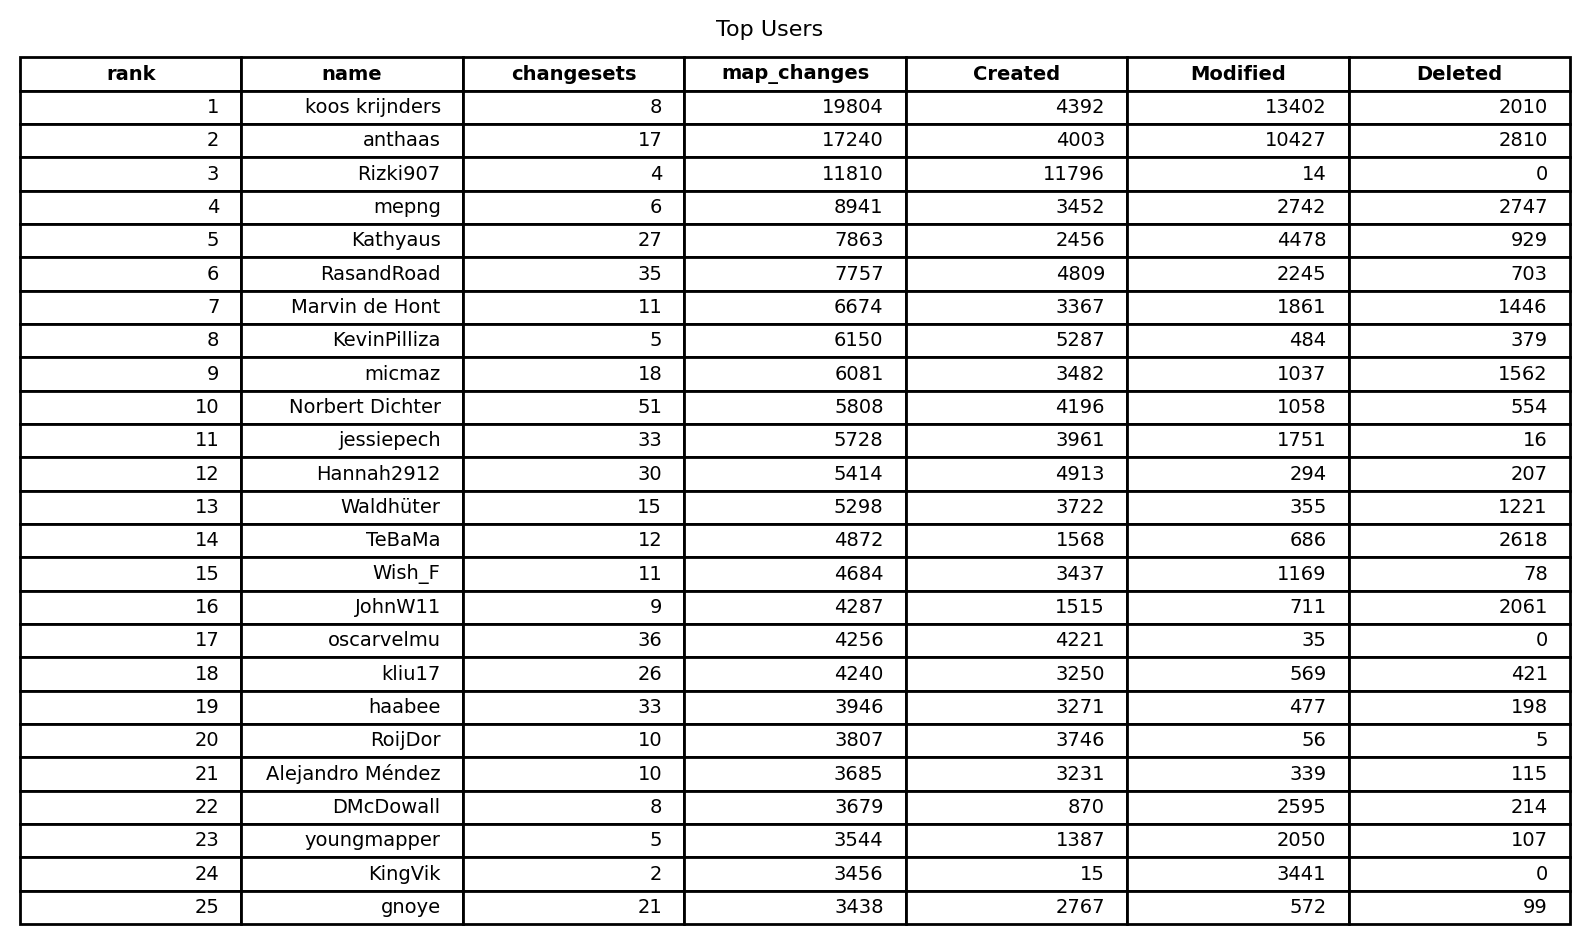 Top Users
rank name changesets map_changes Created Modified Deleted
1 koos krijnders 8 19804 4392 13402 2010
2 anthaas 17 17240 4003 10427 2810
3 Rizki907 4 11810 11796 14 0
4 mepng 6 8941 3452 2742 2747
5 Kathyaus 27 7863 2456 4478 929
6 RasandRoad 35 7757 4809 2245 703
7 Marvin de Hont 11 6674 3367 1861 1446
8 KevinPilliza 5 6150 5287 484 379
9 micmaz 18 6081 3482 1037 1562
10 Norbert Dichter 51 5808 4196 1058 554
11 jessiepech 33 5728 3961 1751 16
12 Hannah2912 30 5414 4913 294 207
13 Waldhüter 15 5298 3722 355 1221
14 TeBaMa 12 4872 1568 686 2618
15 Wish_F 11 4684 3437 1169 78
16 JohnW11 9 4287 1515 711 2061
17 oscarvelmu 36 4256 4221 35 0
18 kliu17 26 4240 3250 569 421
19 haabee 33 3946 3271 477 198
20 RoijDor 10 3807 3746 56 5
21 Alejandro Méndez 10 3685 3231 339 115
22 DMcDowall 8 3679 870 2595 214
23 youngmapper 5 3544 1387 2050 107
24 KingVik 2 3456 15 3441 0
25 gnoye 21 3438 2767 572 99